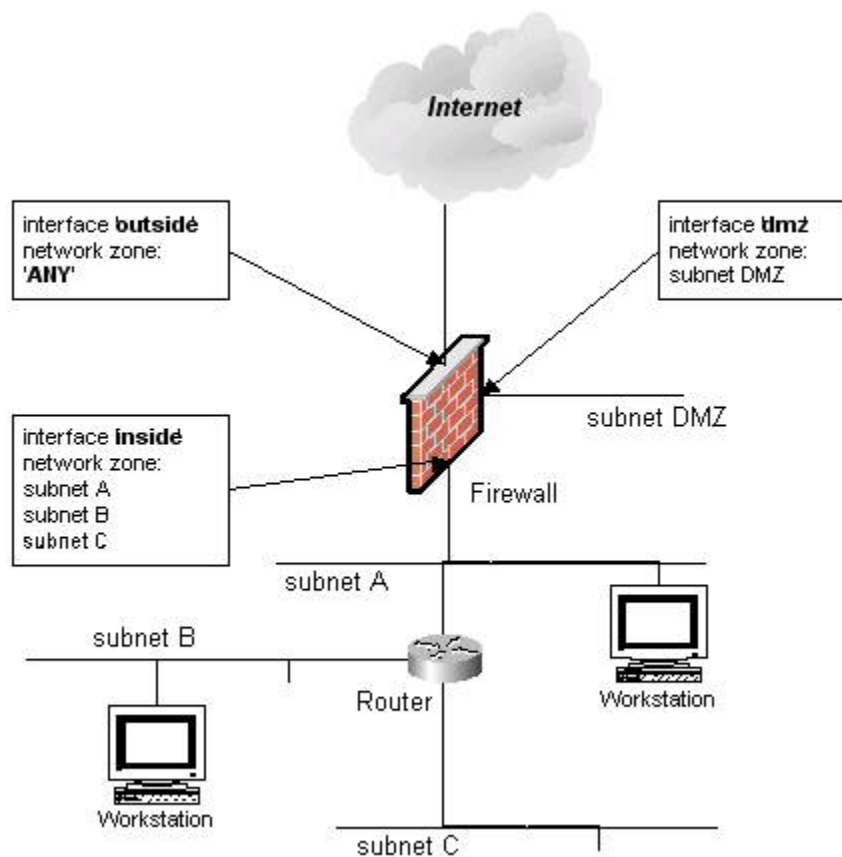 Internet
interface 'outside'
network zone:
'ANY'
interface 'dmz'
network zone:
subnet DMZ
subnet DMZ
interface 'inside'
network zone:
subnet A
subnet B
subnet C
Firewall
subnet A
subnet B
Router
Workstation
Workstation
subnet C